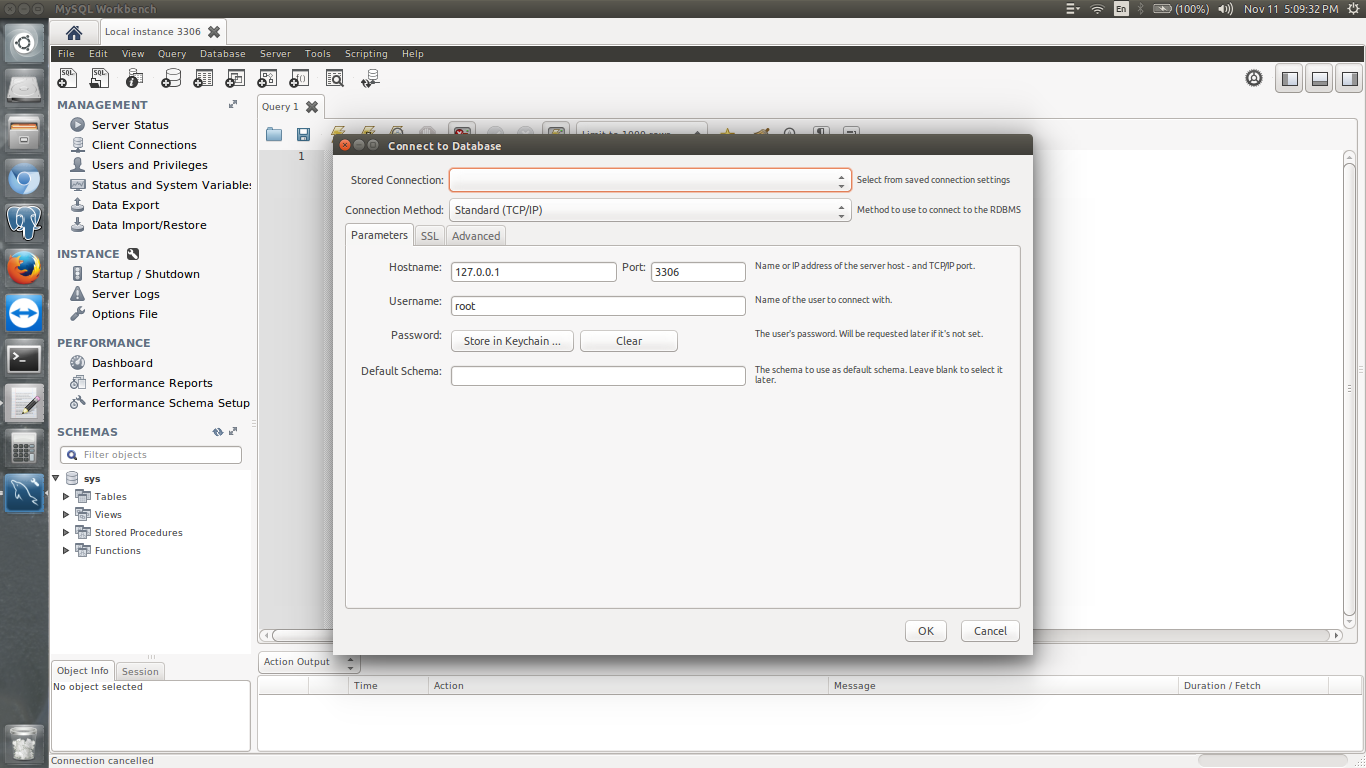 MySQL Workbench
En
(100%)
Nov 11 5:09:32 PM
Local instance 3306
File Edit View Query Database Server Tools Scripting Help
MANAGEMENT
Server Status
Client Connections
Users and Privileges
Status and System Variables
Data Export
Data Import/Restore
INSTANCE
Startup / Shutdown
Server Logs
Options File
PERFORMANCE
Dashboard
Performance Reports
Performance Schema Setup
SCHEMAS
Filter objects
sys
Tables
Views
Stored Procedures
Functions
Object Info Session
No object selected
Connection cancelled
Query 1
1
Connect to Database
Stored Connection: Select from saved connection settings
Connection Method: Standard (TCP/IP) Method to use to connect to the RDBMS
Parameters SSL Advanced
Hostname: 127.0.0.1 Port: 3306 Name or IP address of the server host - and TCP/IP port.
Username: root Name of the user to connect with.
Password: Store in Keychain ... Clear The user's password. Will be requested later if it's not set.
Default Schema: The schema to use as default schema. Leave blank to select it
later.
OK Cancel
Action Output
Time Action Message Duration / Fetch